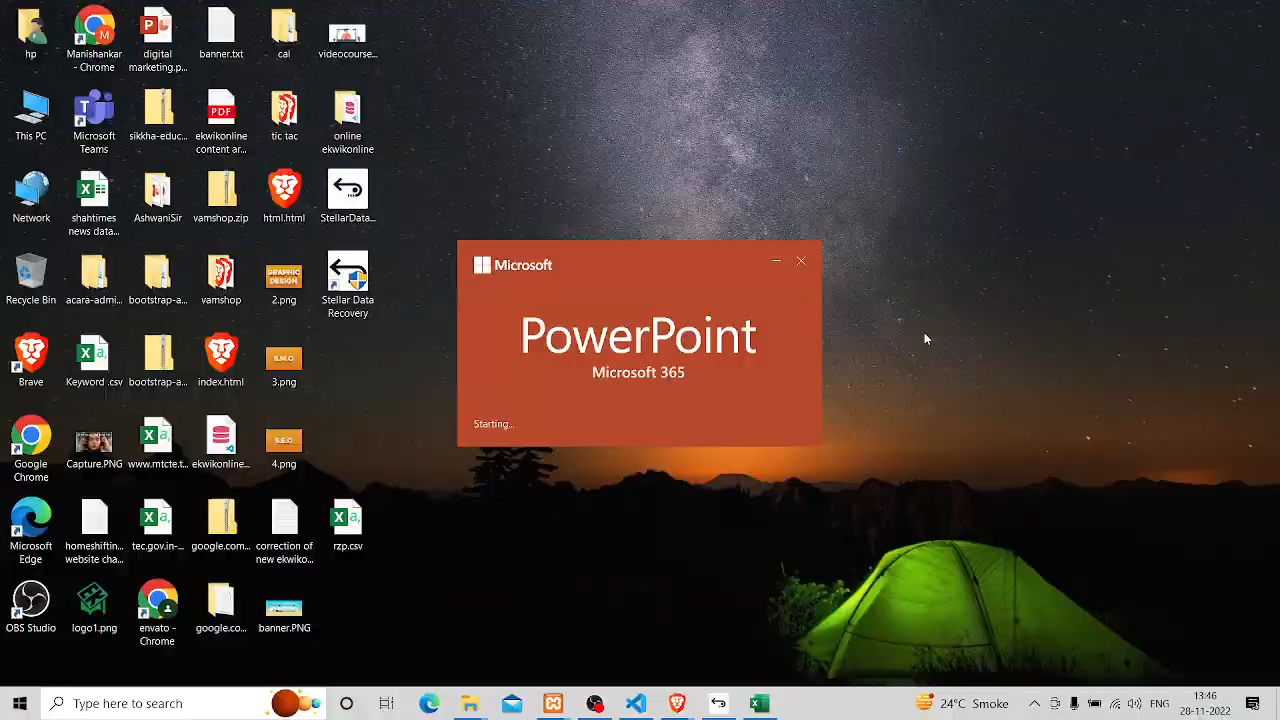 hp
Manishankar
- Chrome
digital
marketing.p...
banner.txt
cal
videocourse...
This PC
Microsoft
Teams
sikkha-educ...
PDF
ekwikonline
content ar...
tic tac
online
ekwikonline
Network
shahtimes
news data...
AshwaniSir
vamshop.zip
html.html
StellarData...
Recycle Bin
acare-admi...
bootstrap-a...
vamshop
GRAPHIC
DESIGN
2.png
Stellar Data
Recovery
Brave
Keyword .csv
bootstrap-a...
index.html
S.M.O
3.png
Google
Chrome
Capture.PNG
www.mtcte.t...
ekwikonline...
S.E.O
4.png
Microsoft
Edge
homeshiftin...
website cha...
tec.gov.in-...
google.com...
correction of
new ekwiko...
rzp.csv
OBS Studio
logo1.png
envato -
Chrome
google.co...
banner.PNG
Microsoft
PowerPoint
Microsoft 365
Starting...
Type here to search
ENG
13:46
28-11-2022